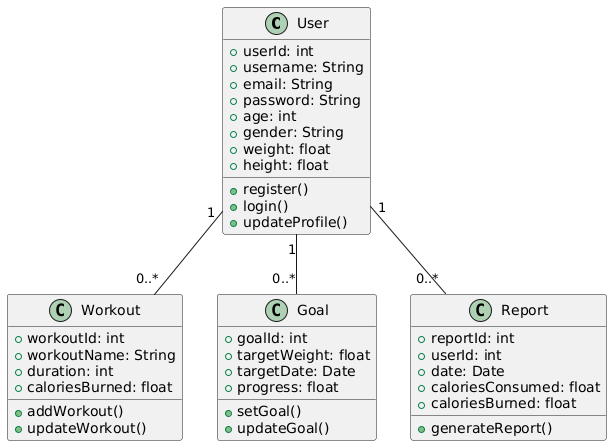 C User
userId: int
username: String
email: String
password: String
age: int
gender: String
weight: float
height: float
register()
login()
updateProfile()
1
1
1
0..*
0..*
0..*
C Workout
workoutId: int
workoutName: String
duration: int
caloriesBurned: float
addWorkout()
updateWorkout()
C Goal
goalId: int
targetWeight: float
targetDate: Date
progress: float
setGoal()
updateGoal()
C Report
reportId: int
userId: int
date: Date
caloriesConsumed: float
caloriesBurned: float
generateReport()